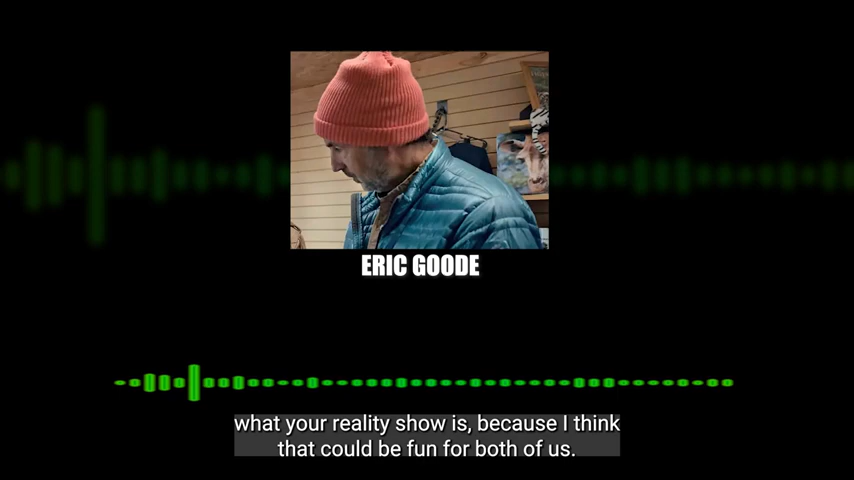 ERIC GOODE
what your reality show is, because I think
that could be fun for both of us.